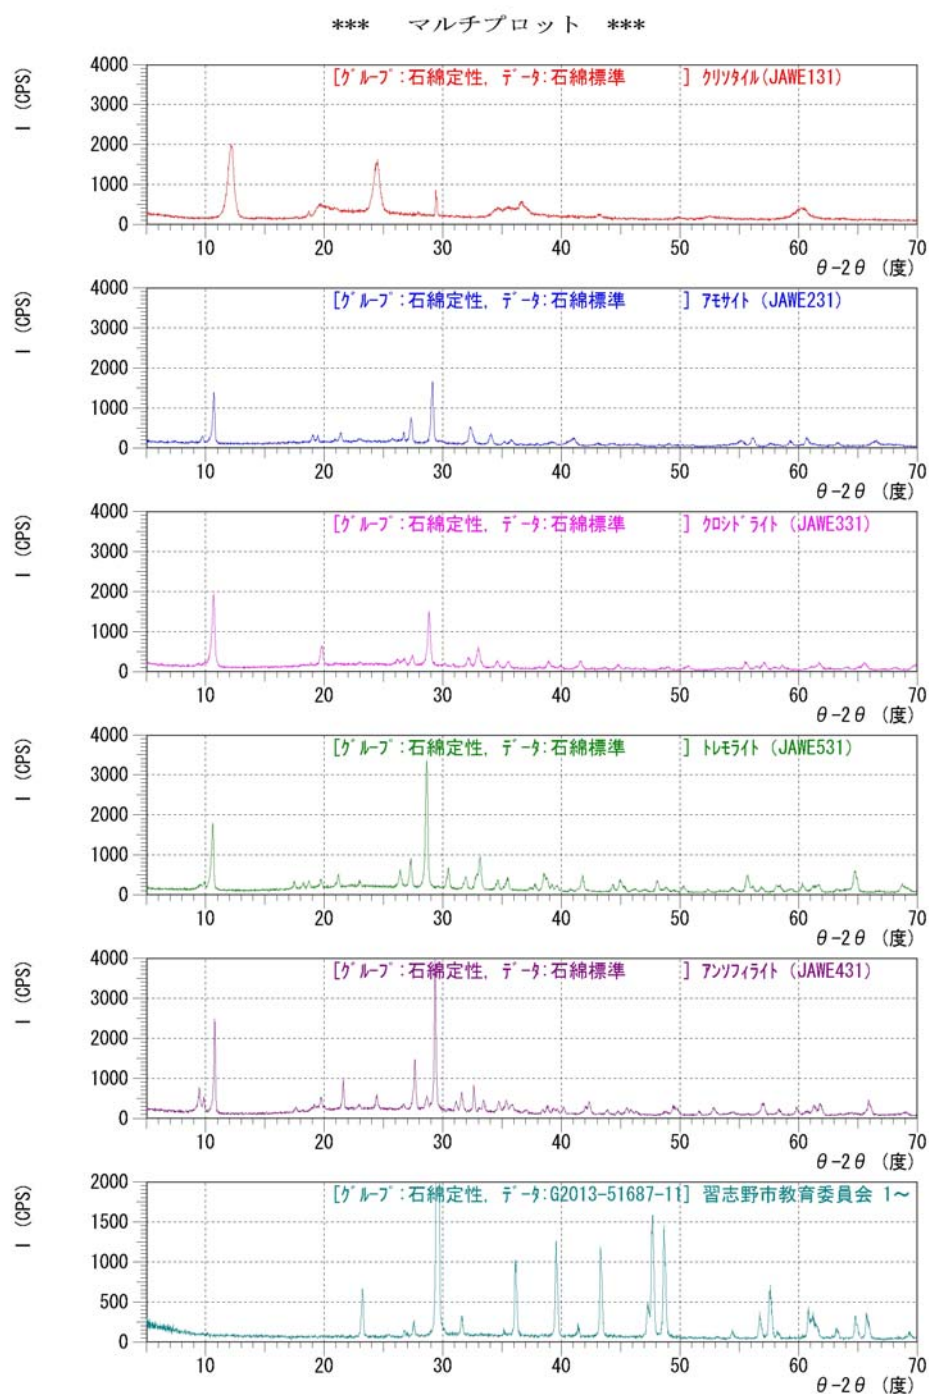 *** マルチプロット ***
I (CPS)
[ｸﾞﾙｰﾌﾟ:石綿定性, ﾃﾞｰﾀ:石綿標準 ] ｸﾘｿﾀｲﾙ(JAWE131)
4000
3000
2000
1000
0
10 20 30 40 50 60 70
θ-2θ (度)
I (CPS)
[ｸﾞﾙｰﾌﾟ:石綿定性, ﾃﾞｰﾀ:石綿標準 ] ｱﾓｻｲﾄ (JAWE231)
4000
3000
2000
1000
0
10 20 30 40 50 60 70
θ-2θ (度)
I (CPS)
[ｸﾞﾙｰﾌﾟ:石綿定性, ﾃﾞｰﾀ:石綿標準 ] ｸﾛｼﾄﾞﾗｲﾄ (JAWE331)
4000
3000
2000
1000
0
10 20 30 40 50 60 70
θ-2θ (度)
I (CPS)
[ｸﾞﾙｰﾌﾟ:石綿定性, ﾃﾞｰﾀ:石綿標準 ] ﾄﾚﾓﾗｲﾄ (JAWE531)
4000
3000
2000
1000
0
10 20 30 40 50 60 70
θ-2θ (度)
I (CPS)
[ｸﾞﾙｰﾌﾟ:石綿定性, ﾃﾞｰﾀ:石綿標準 ] ｱﾝｿﾌｨﾗｲﾄ (JAWE431)
4000
3000
2000
1000
0
10 20 30 40 50 60 70
θ-2θ (度)
I (CPS)
[ｸﾞﾙｰﾌﾟ:石綿定性, ﾃﾞｰﾀ:G2013-51687-11] 習志野市教育委員会 1～
2000
1500
1000
500
0
10 20 30 40 50 60 70
θ-2θ (度)